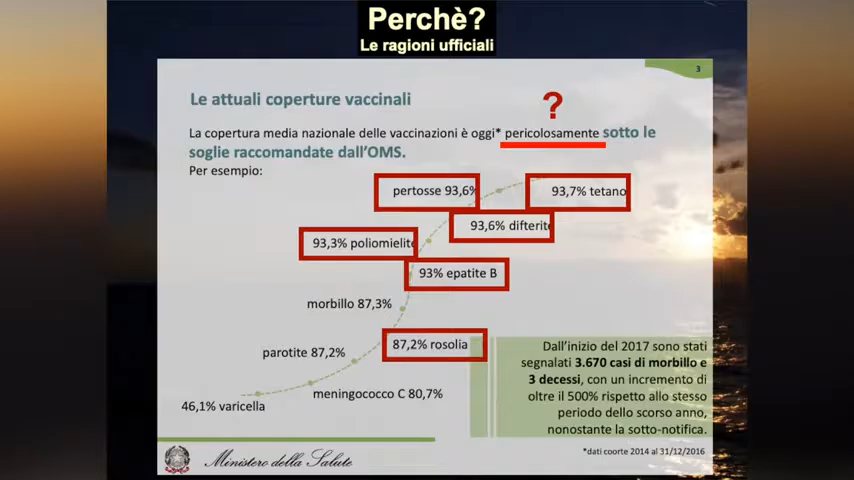 Perchè?
Le ragioni ufficiali
3
Le attuali coperture vaccinali
?
La copertura media nazionale delle vaccinazioni è oggi* pericolosamente sotto le
soglie raccomandate dall'OMS.
Per esempio:
pertosse 93,6%
93,7% tetano
93,6% difterite
93,3% poliomielite
93% epatite B
morbillo 87,3%
87,2% rosolia
parotite 87,2%
meningococco C 80,7%
46,1% varicella
Dall'inizio del 2017 sono stati
segnalati 3.670 casi di morbillo e
3 decessi, con un incremento di
oltre il 500% rispetto allo stesso
periodo dello scorso anno,
nonostante la sotto-notifica.
*dati coorte 2014 al 31/12/2016
Ministero della Salute